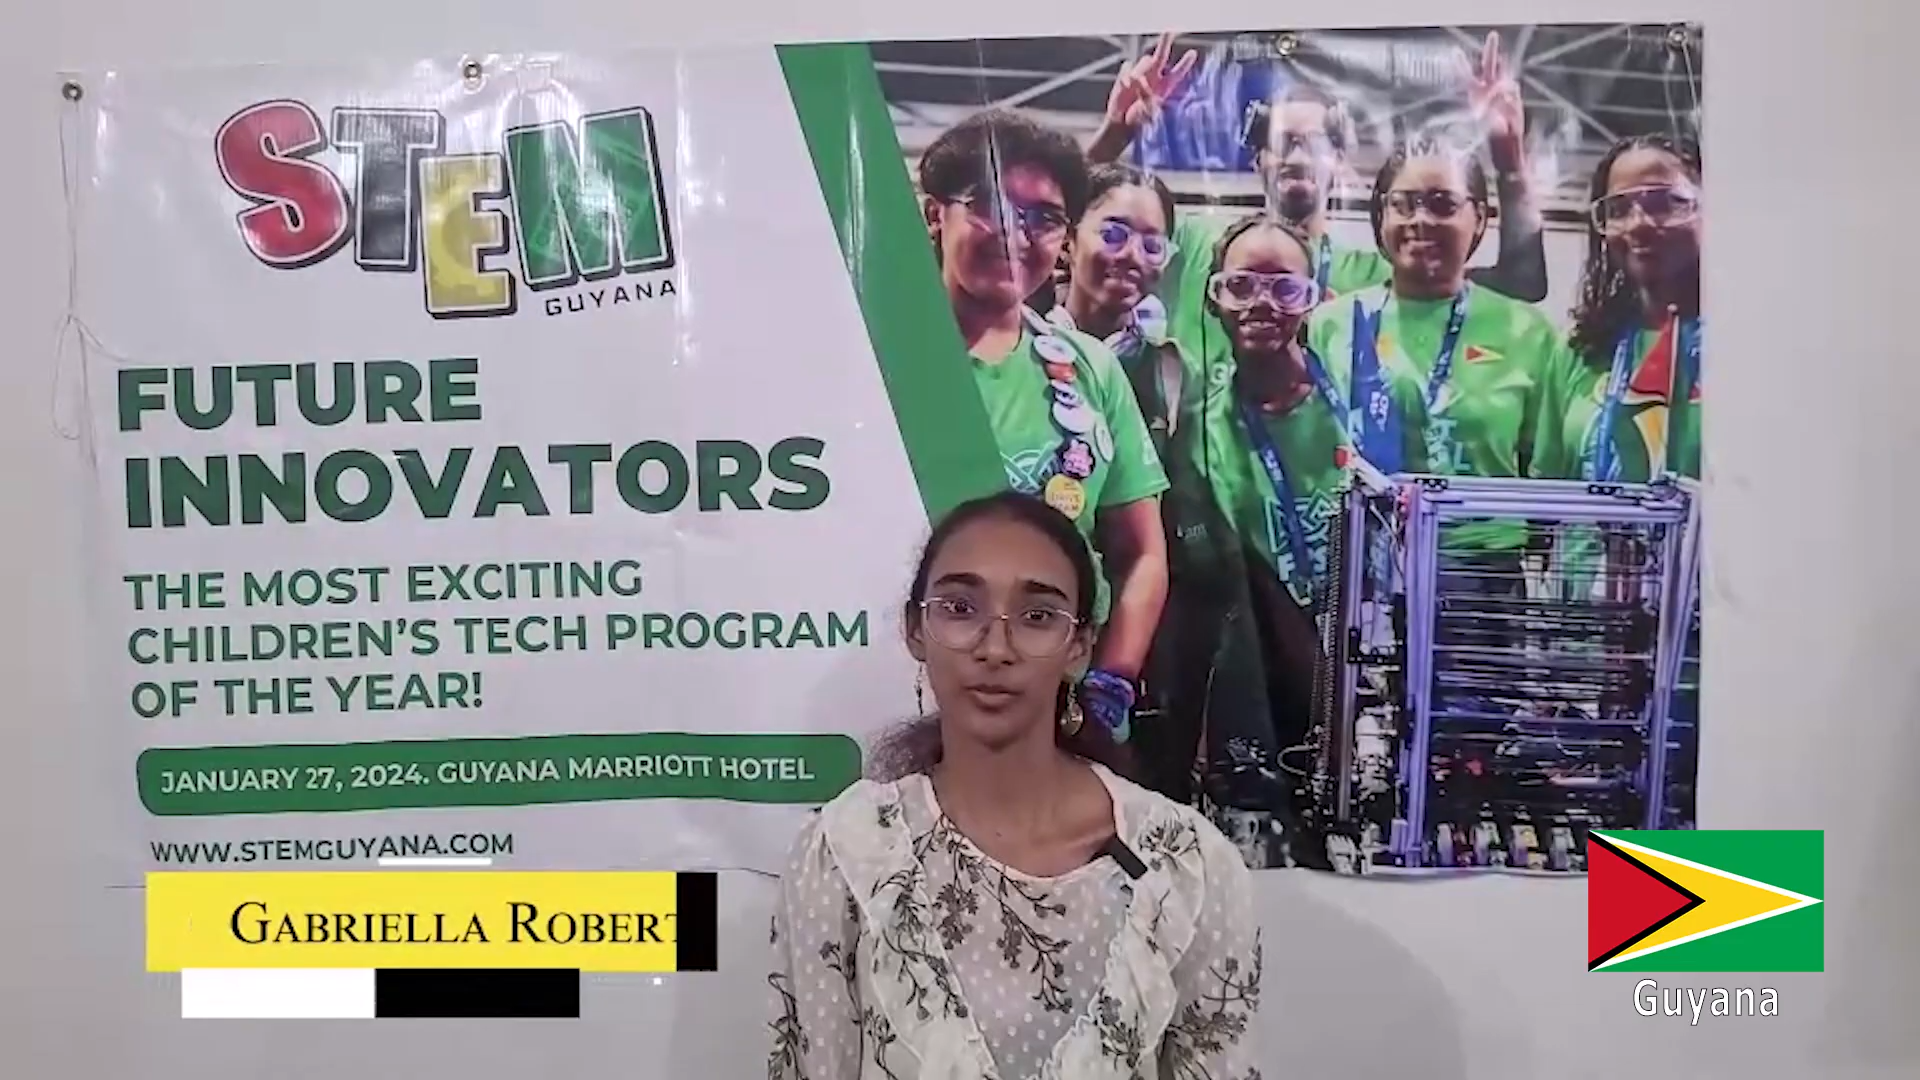 STEM
GUYANA
FUTURE
INNOVATORS
THE MOST EXCITING
CHILDREN'S TECH PROGRAM
OF THE YEAR!
JANUARY 27, 2024. GUYANA MARRIOTT HOTEL
WWW.STEMGUYANA.COM
GABRIELLA ROBERT
Guyana